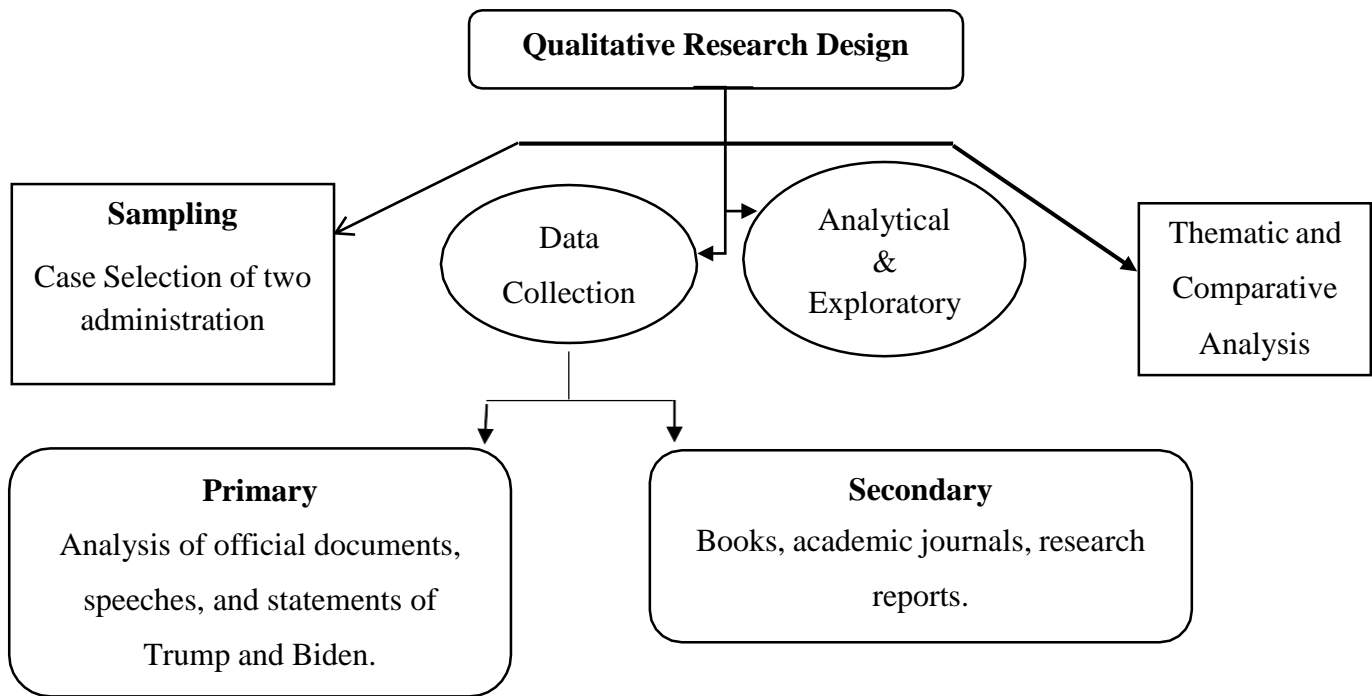 Qualitative Research Design
Sampling
Case Selection of two
administration
Data
Collection
Analytical
&
Exploratory
Thematic and
Comparative
Analysis
Primary
Analysis of official documents,
speeches, and statements of
Trump and Biden.
Secondary
Books, academic journals, research
reports.